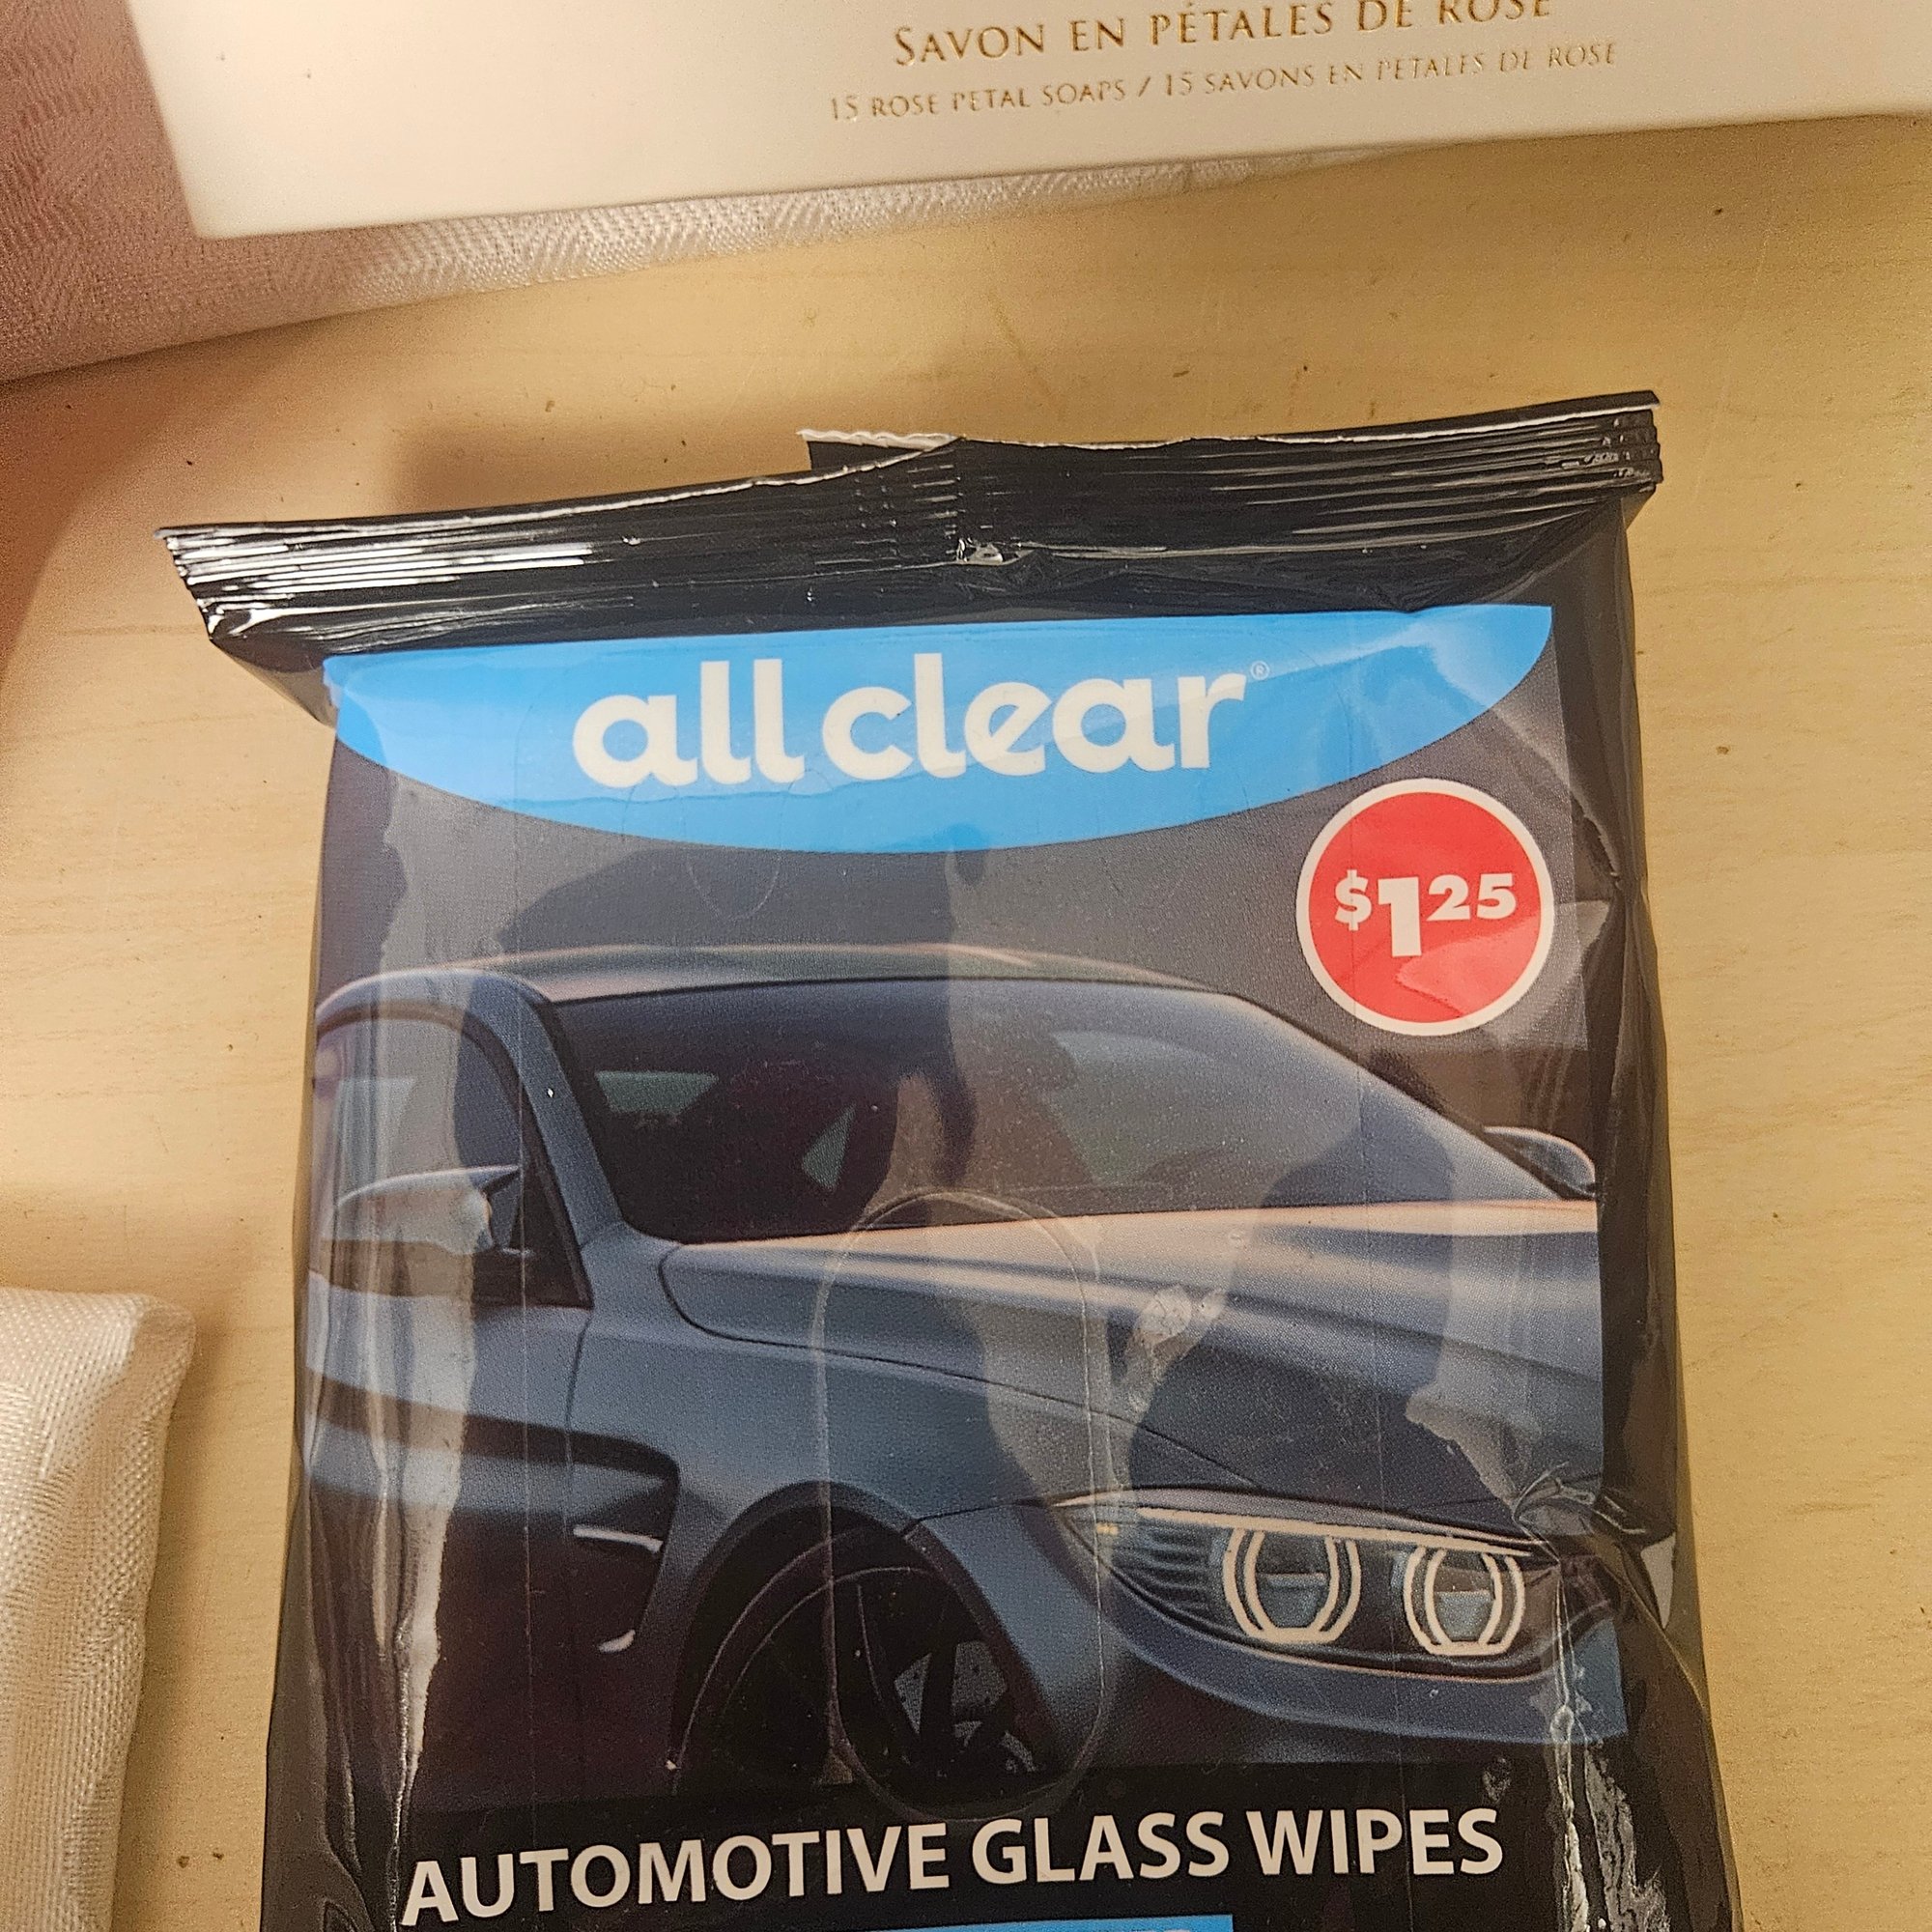 SAVON EN PÉTALES DE ROSE
15 ROSE PETAL SOAPS / 15 SAVONS EN PÉTALES DE ROSE
all clear®
$1.25
AUTOMOTIVE GLASS WIPES